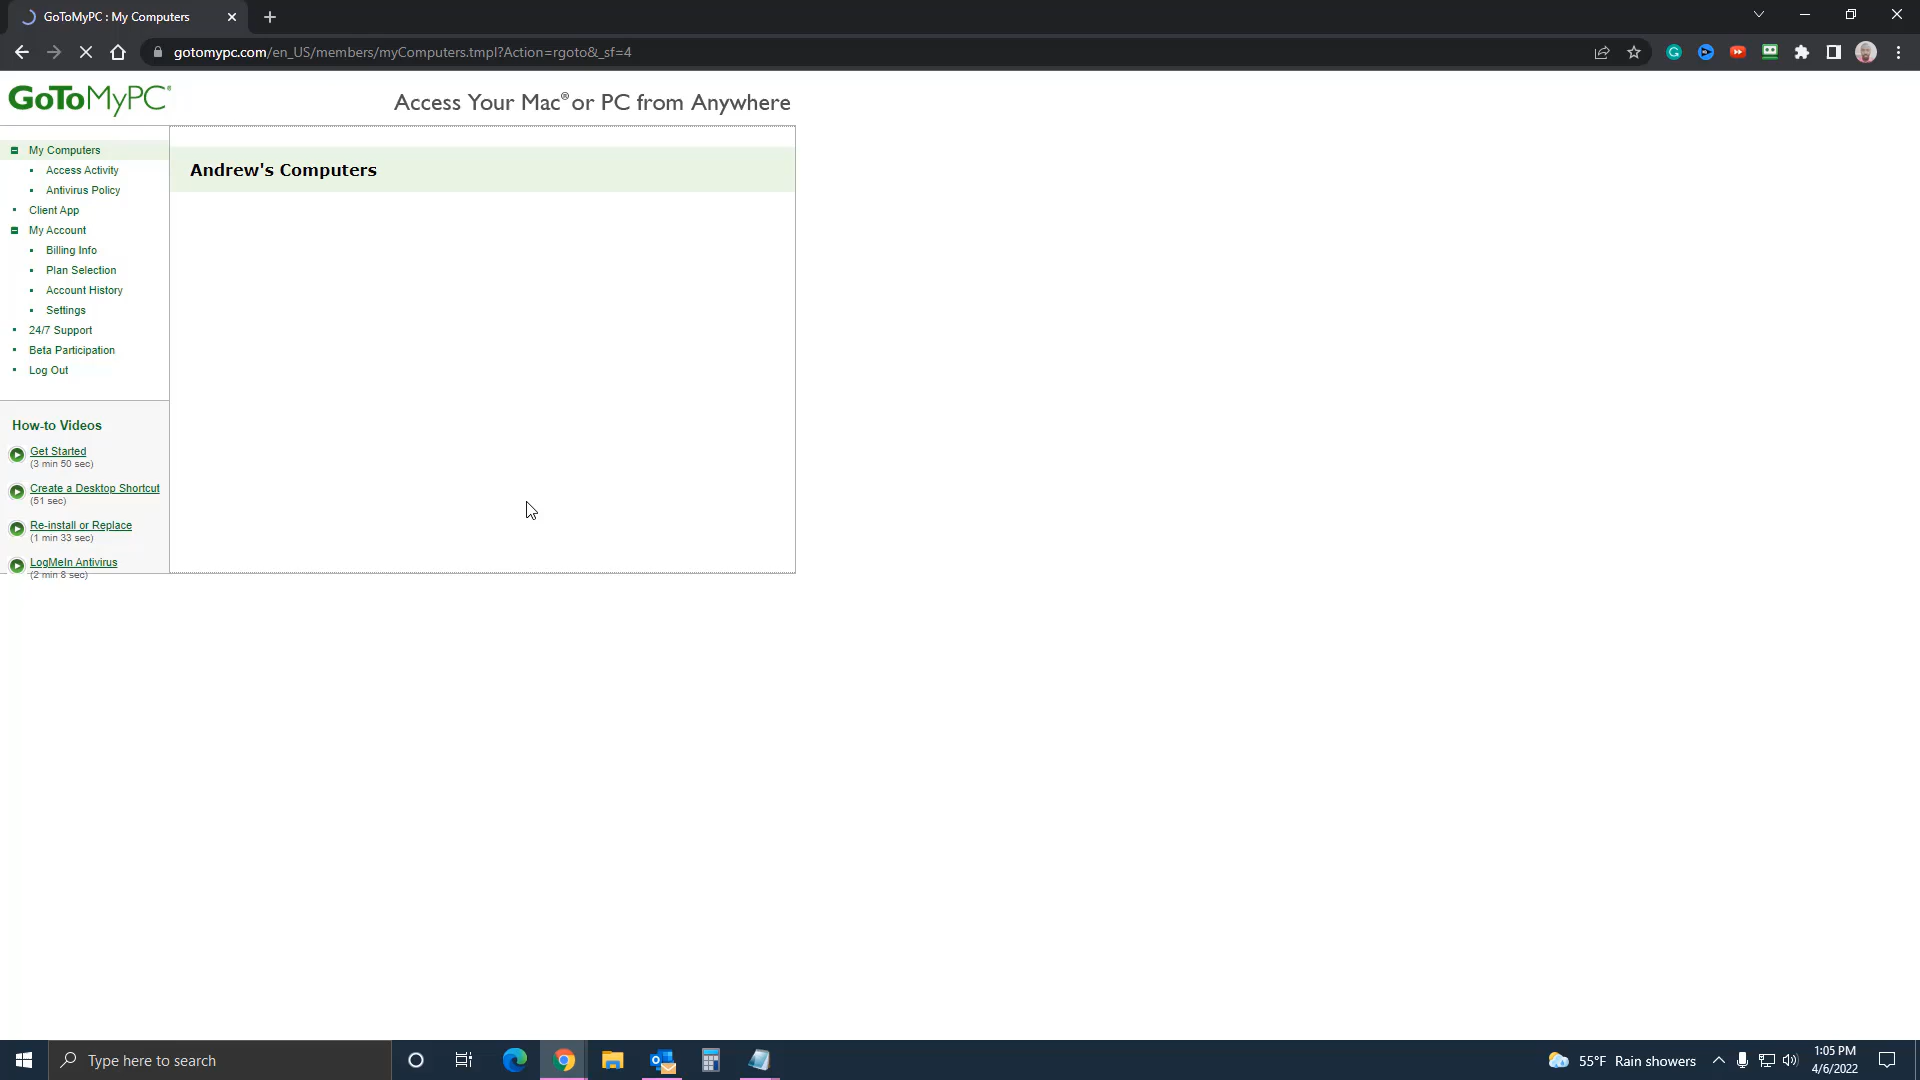 GoToMyPC : My Computers
gotomypc.com/en_US/members/myComputers.tmpl?Action=rgoto&_sf=4
GoToMyPC®
Access Your Mac® or PC from Anywhere
My Computers
Access Activity
Antivirus Policy
Client App
My Account
Billing Info
Plan Selection
Account History
Settings
24/7 Support
Beta Participation
Log Out
Andrew's Computers
How-to Videos
Get Started
(3 min 50 sec)
Create a Desktop Shortcut
(51 sec)
Re-install or Replace
(1 min 33 sec)
LogMeIn Antivirus
(2 min 8 sec)
Type here to search
55°F Rain showers
1:05 PM
4/6/2022